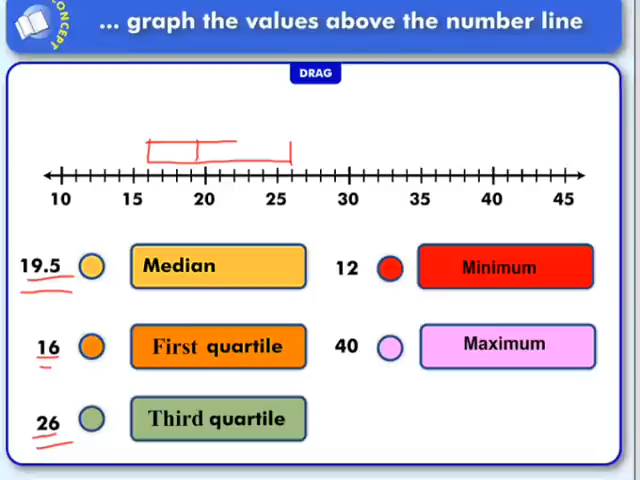 CONCEPT
... graph the values above the number line
DRAG
10 15 20 25 30 35 40 45
19.5 Median 12 Minimum
16 First quartile 40 Maximum
26 Third quartile